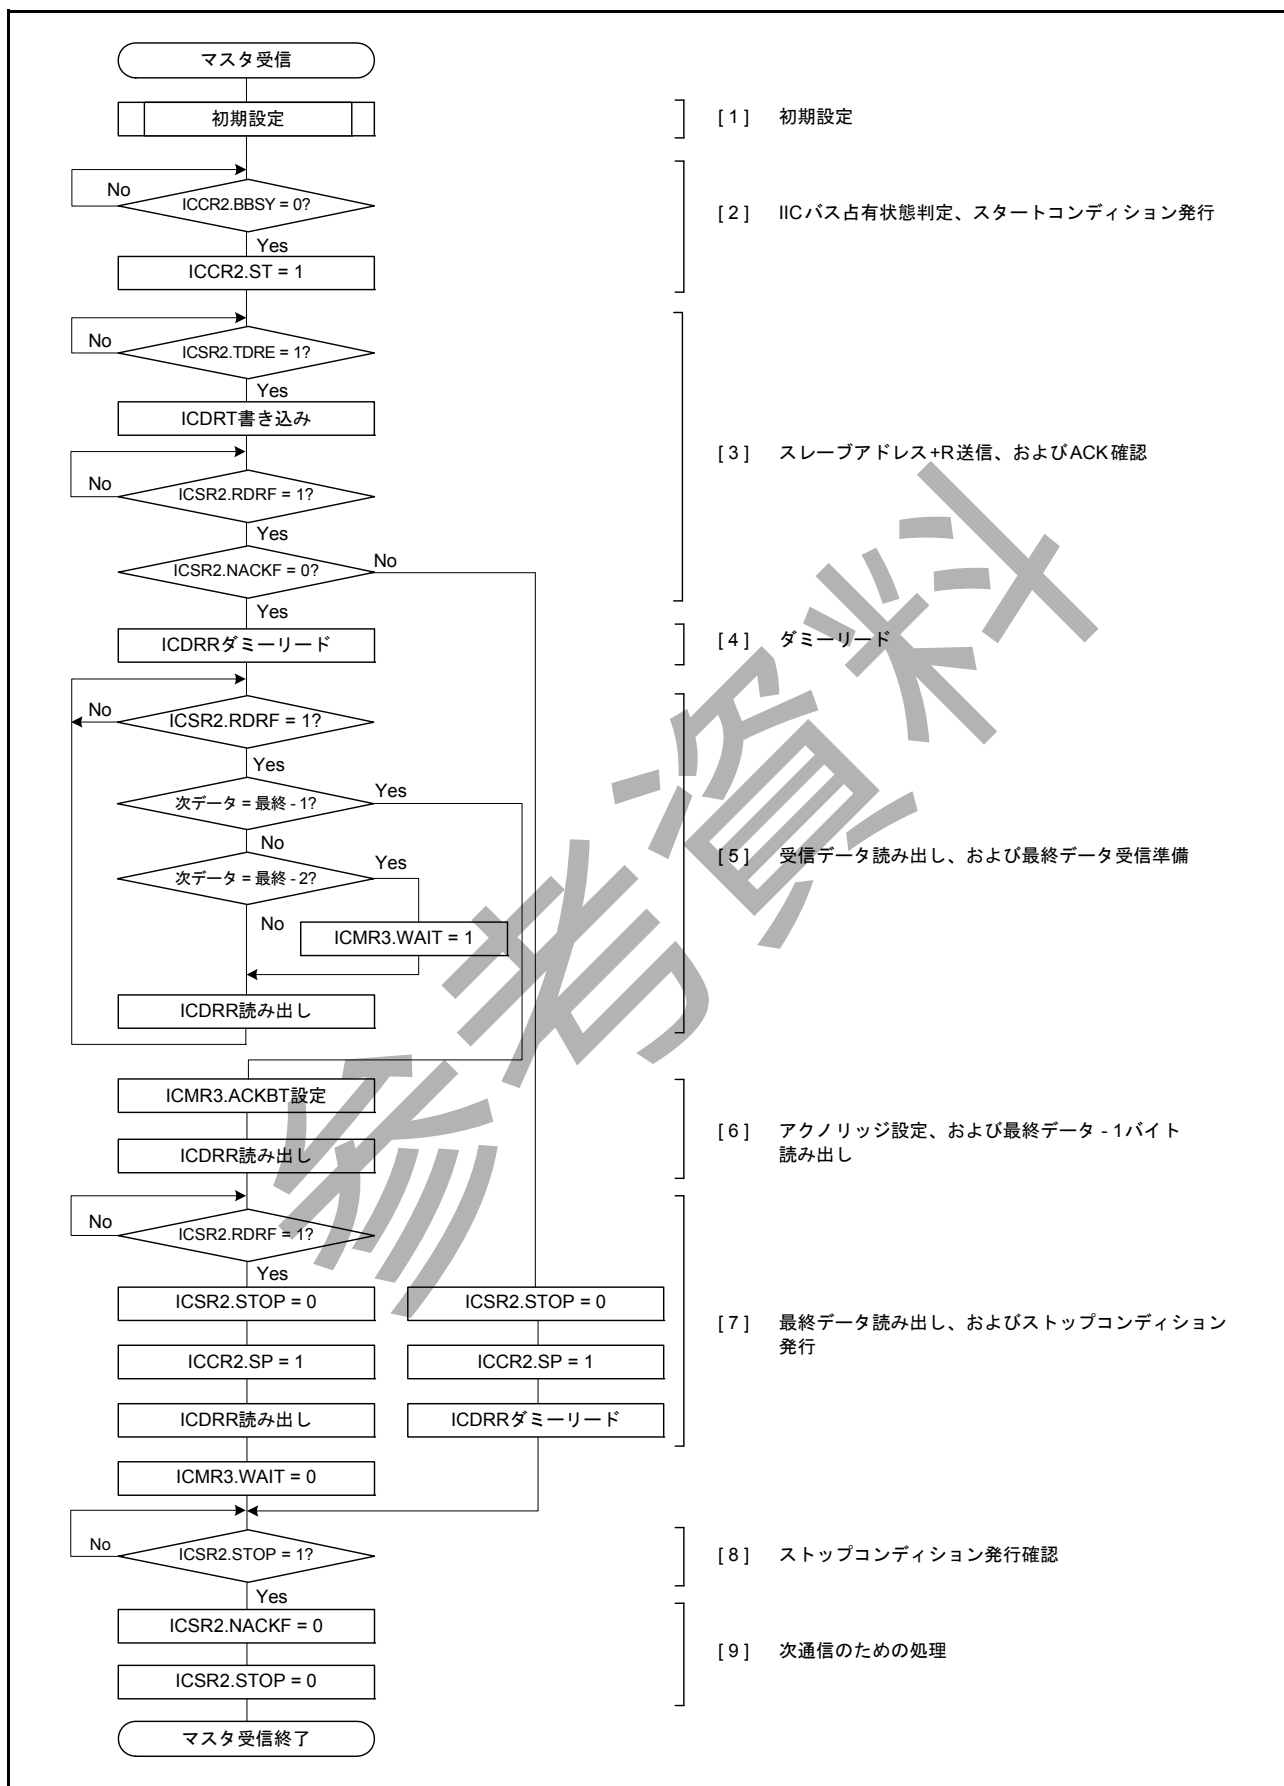 マスタ受信
初期設定
[ 1 ] 初期設定
No
ICCR2.BBSY = 0?
[ 2 ] IICバス占有状態判定、スタートコンディション発行
Yes
ICCR2.ST = 1
No
ICSR2.TDRE = 1?
Yes
ICDRT書き込み
[ 3 ] スレーブアドレス+R送信、およびACK確認
No
ICSR2.RDRF = 1?
Yes
ICSR2.NACKF = 0?
No
Yes
ICDRRダミーリード
[ 4 ] ダミーリード
No
ICSR2.RDRF = 1?
Yes
次データ = 最終 - 1?
Yes
No
次データ = 最終 - 2?
Yes
[ 5 ] 受信データ読み出し、および最終データ受信準備
No
ICMR3.WAIT = 1
ICDRR読み出し
ICMR3.ACKBT設定
[ 6 ] アクノリッジ設定、および最終データ - 1バイト
読み出し
ICDRR読み出し
No
ICSR2.RDRF = 1?
Yes
ICSR2.STOP = 0
ICSR2.STOP = 0
[ 7 ] 最終データ読み出し、およびストップコンディション
発行
ICCR2.SP = 1
ICCR2.SP = 1
ICDRR読み出し
ICDRRダミーリード
ICMR3.WAIT = 0
No
ICSR2.STOP = 1?
[ 8 ] ストップコンディション発行確認
Yes
ICSR2.NACKF = 0
[ 9 ] 次通信のための処理
ICSR2.STOP = 0
マスタ受信終了
参考資料